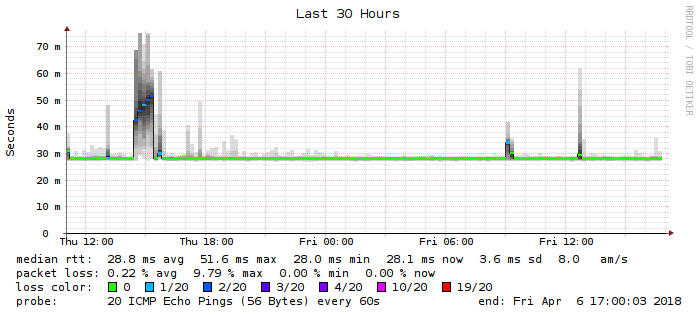 Last 30 Hours
RRDTOOL / TOBI OETIKER
Seconds
70 m
60 m
50 m
40 m
30 m
20 m
10 m
0
Thu 12:00 Thu 18:00 Fri 00:00 Fri 06:00 Fri 12:00
median rtt: 28.8 ms avg 51.6 ms max 28.0 ms min 28.1 ms now 3.6 ms sd 8.0 am/s
packet loss: 0.22 % avg 9.79 % max 0.00 % min 0.00 % now
loss color: 0 1/20 2/20 3/20 4/20 10/20 19/20
probe: 20 ICMP Echo Pings (56 Bytes) every 60s end: Fri Apr 6 17:00:03 2018